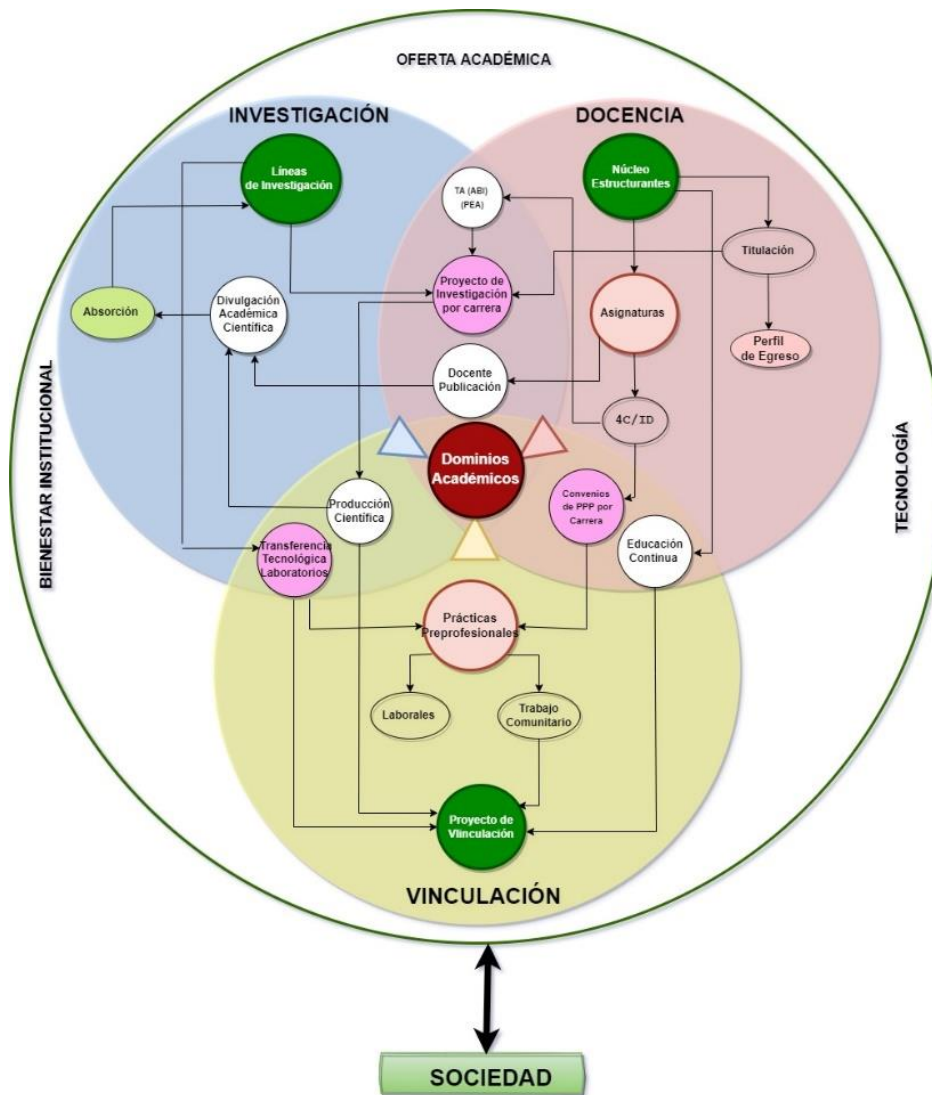 OFERTA ACADÉMICA
INVESTIGACIÓN
DOCENCIA
Líneas
de Investigación
TA (ABI)
(PEA)
Núcleo
Estructurantes
Titulación
Proyecto de
Investigación
por carrera
Absorción
Divulgación
Académica
Científica
Asignaturas
Perfil
de Egreso
Docente
Publicación
4C/ID
BIENESTAR INSTITUCIONAL
TECNOLOGÍA
Dominios
Académicos
Producción
Científica
Convenios
de PPP por
Carrera
Transferencia
Tecnológica
Laboratorios
Educación
Continua
Prácticas
Preprofesionales
Laborales
Trabajo
Comunitario
Proyecto de
Vlinculación
VINCULACIÓN
SOCIEDAD